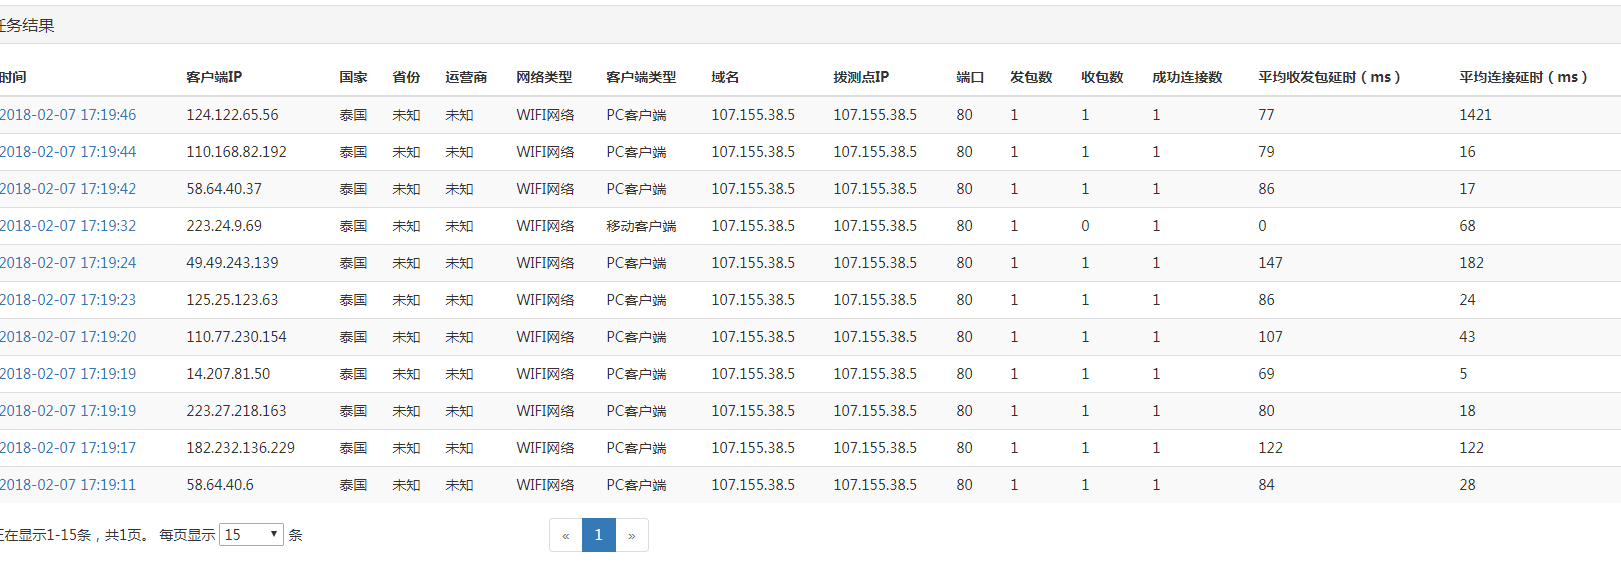 任务结果
时间 客户端IP 国家 省份 运营商 网络类型 客户端类型 域名 拨测点IP 端口 发包数 收包数 成功连接数 平均收发包延时（ms） 平均连接延时（ms）
2018-02-07 17:19:46 124.122.65.56 泰国 未知 未知 WIFI网络 PC客户端 107.155.38.5 107.155.38.5 80 1 1 1 77 1421
2018-02-07 17:19:44 110.168.82.192 泰国 未知 未知 WIFI网络 PC客户端 107.155.38.5 107.155.38.5 80 1 1 1 79 16
2018-02-07 17:19:42 58.64.40.37 泰国 未知 未知 WIFI网络 PC客户端 107.155.38.5 107.155.38.5 80 1 1 1 86 17
2018-02-07 17:19:32 223.24.9.69 泰国 未知 未知 WIFI网络 移动客户端 107.155.38.5 107.155.38.5 80 1 0 1 0 68
2018-02-07 17:19:24 49.49.243.139 泰国 未知 未知 WIFI网络 PC客户端 107.155.38.5 107.155.38.5 80 1 1 1 147 182
2018-02-07 17:19:23 125.25.123.63 泰国 未知 未知 WIFI网络 PC客户端 107.155.38.5 107.155.38.5 80 1 1 1 86 24
2018-02-07 17:19:20 110.77.230.154 泰国 未知 未知 WIFI网络 PC客户端 107.155.38.5 107.155.38.5 80 1 1 1 107 43
2018-02-07 17:19:19 14.207.81.50 泰国 未知 未知 WIFI网络 PC客户端 107.155.38.5 107.155.38.5 80 1 1 1 69 5
2018-02-07 17:19:19 223.27.218.163 泰国 未知 未知 WIFI网络 PC客户端 107.155.38.5 107.155.38.5 80 1 1 1 80 18
2018-02-07 17:19:17 182.232.136.229 泰国 未知 未知 WIFI网络 PC客户端 107.155.38.5 107.155.38.5 80 1 1 1 122 122
2018-02-07 17:19:11 58.64.40.6 泰国 未知 未知 WIFI网络 PC客户端 107.155.38.5 107.155.38.5 80 1 1 1 84 28
正在显示1-15条，共1页。 每页显示 15 条 « 1 »